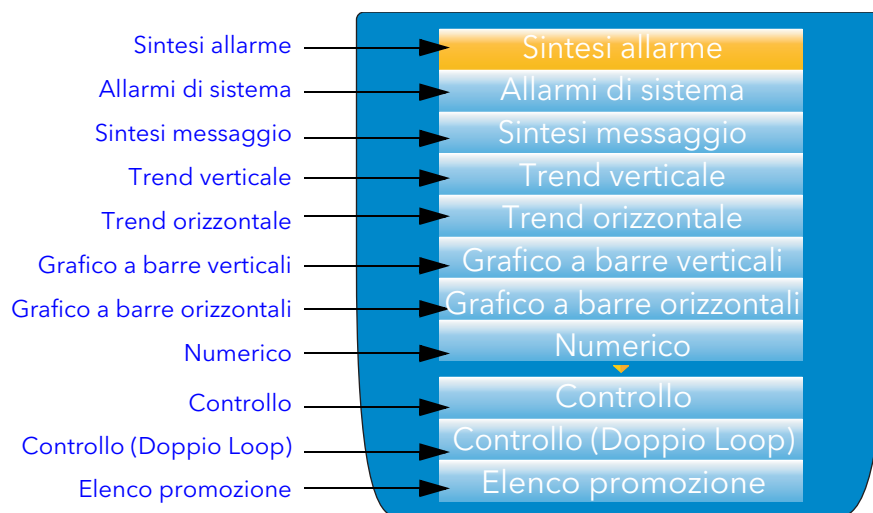 Sintesi allarme Sintesi allarme
Allarmi di sistema Allarmi di sistema
Sintesi messaggio Sintesi messaggio
Trend verticale Trend verticale
Trend orizzontale Trend orizzontale
Grafico a barre verticali Grafico a barre verticali
Grafico a barre orizzontali Grafico a barre orizzontali
Numerico Numerico
Controllo Controllo
Controllo (Doppio Loop) Controllo (Doppio Loop)
Elenco promozione Elenco promozione